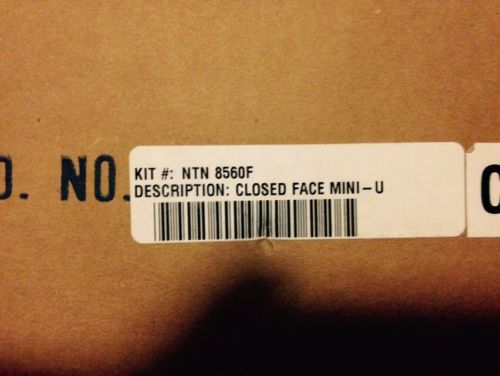 D. NO.
KIT #: NTN 8560F
DESCRIPTION: CLOSED FACE MINI-U